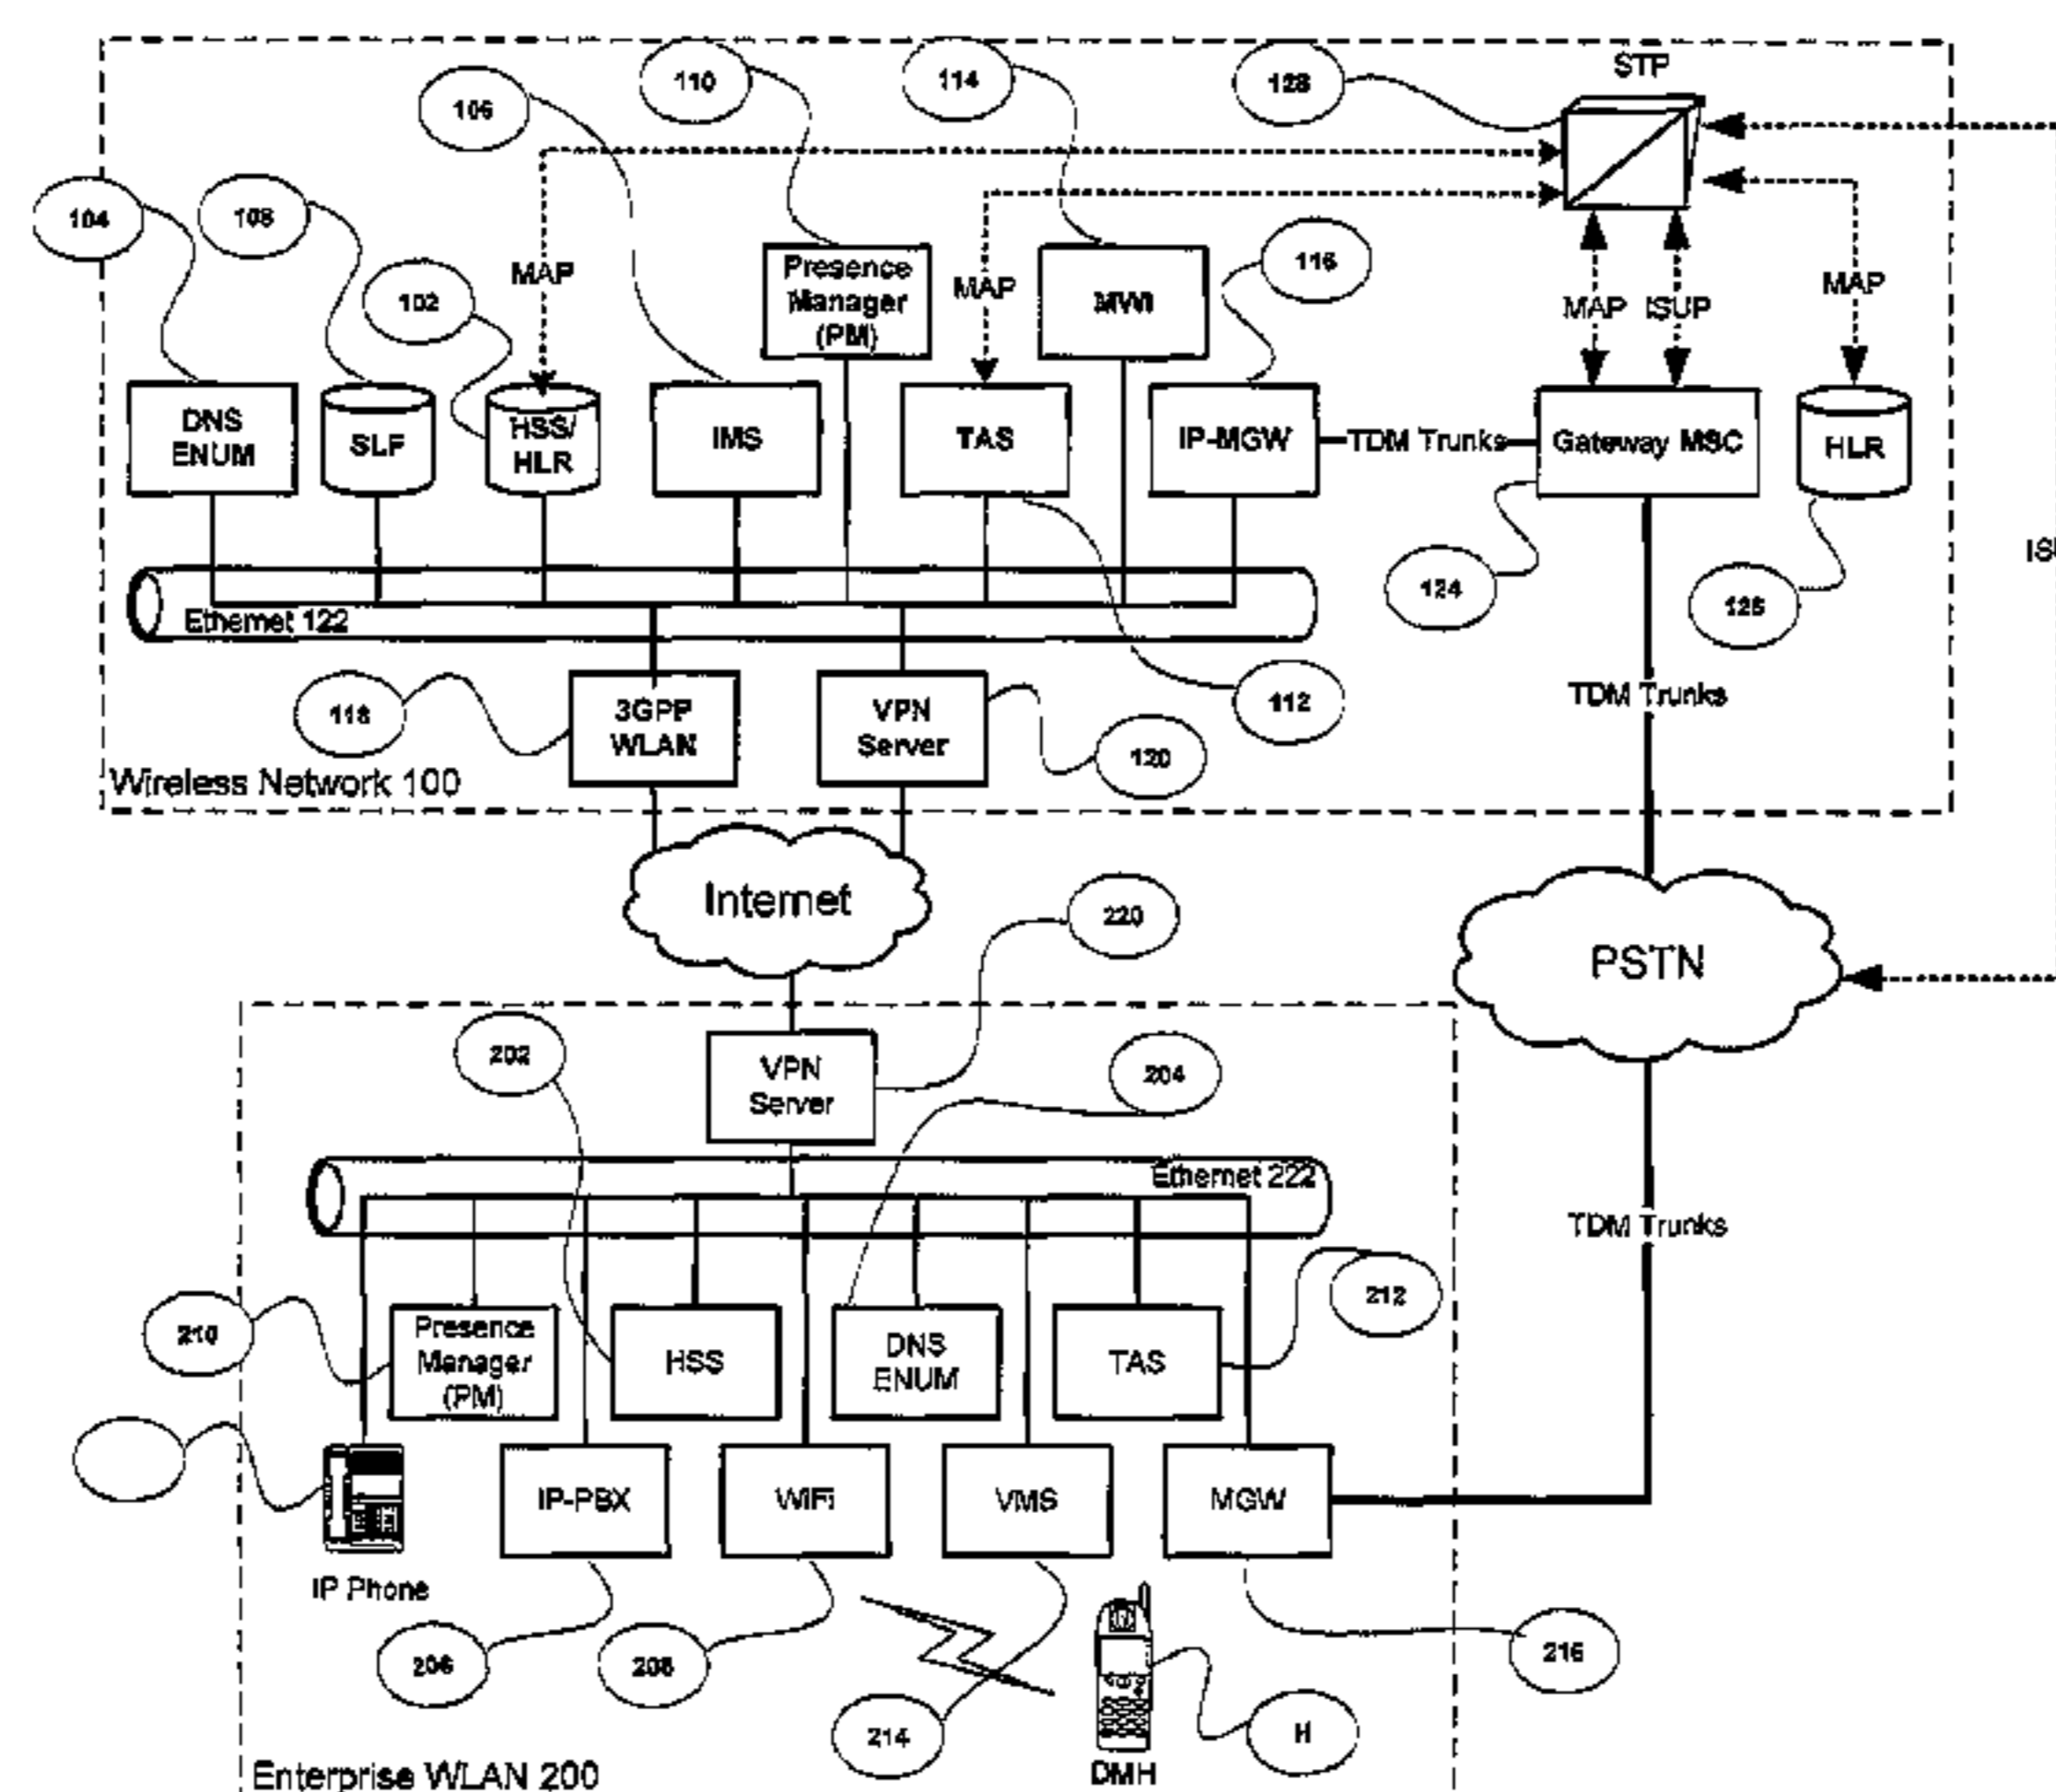 STP
110
114
128
106
104
108
102
116
MAP
Presence
Manager
(PM)
MAP
MWI
MAP
ISUP
MAP
DNS
ENUM
SLF
HSS/
HLR
IMS
TAS
IP-MGW
TDM Trunks
Gateway MSC
HLR
ISU
124
Ethernet 122
118
3GPP
WLAN
VPN
Server
112
120
TDM Trunks
Wireless Network 100
Internet
220
PSTN
202
VPN
Server
204
Ethernet 222
TDM Trunks
212
210
Presence
Manager
(PM)
HSS
DNS
ENUM
TAS
IP-PBX
WiFi
VMS
MGW
IP Phone
206
208
216
214
H
DMH
Enterprise WLAN 200